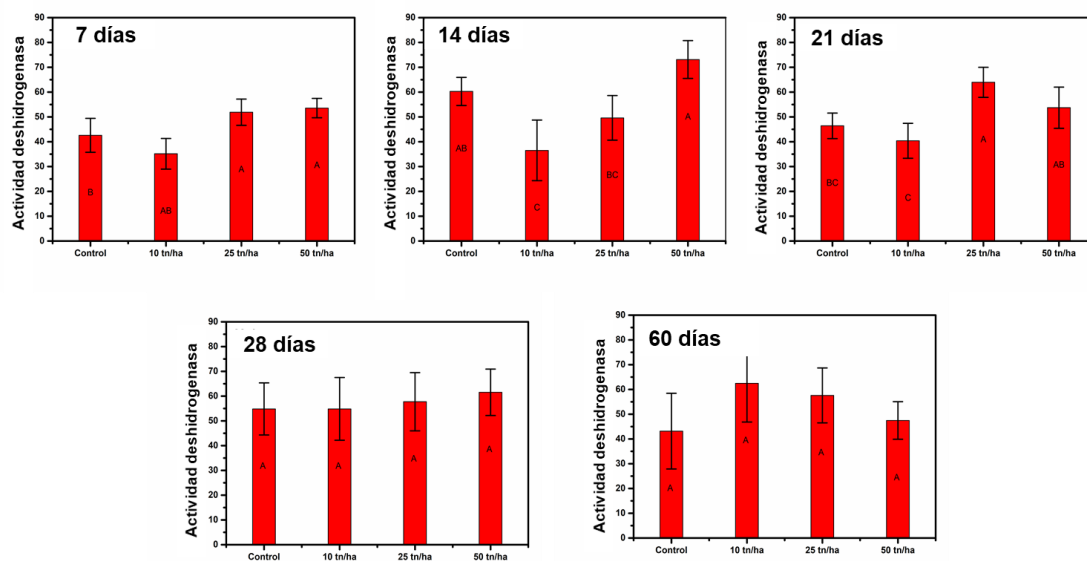 7 días
Actividad deshidrogenasa
90
80
70
60
50
40
30
20
10
0
B
AB
A
A
Control
10 tn/ha
25 tn/ha
50 tn/ha
14 días
Actividad deshidrogenasa
90
80
70
60
50
40
30
20
10
0
AB
C
BC
A
Control
10 tn/ha
25 tn/ha
50 tn/ha
21 días
Actividad deshidrogenasa
90
80
70
60
50
40
30
20
10
0
BC
C
A
AB
Control
10 tn/ha
25 tn/ha
50 tn/ha
28 días
Actividad deshidrogenasa
90
80
70
60
50
40
30
20
10
0
A
A
A
A
Control
10 tn/ha
25 tn/ha
50 tn/ha
60 días
Actividad deshidrogenasa
90
80
70
60
50
40
30
20
10
0
A
A
A
A
Control
10 tn/ha
25 tn/ha
50 tn/ha